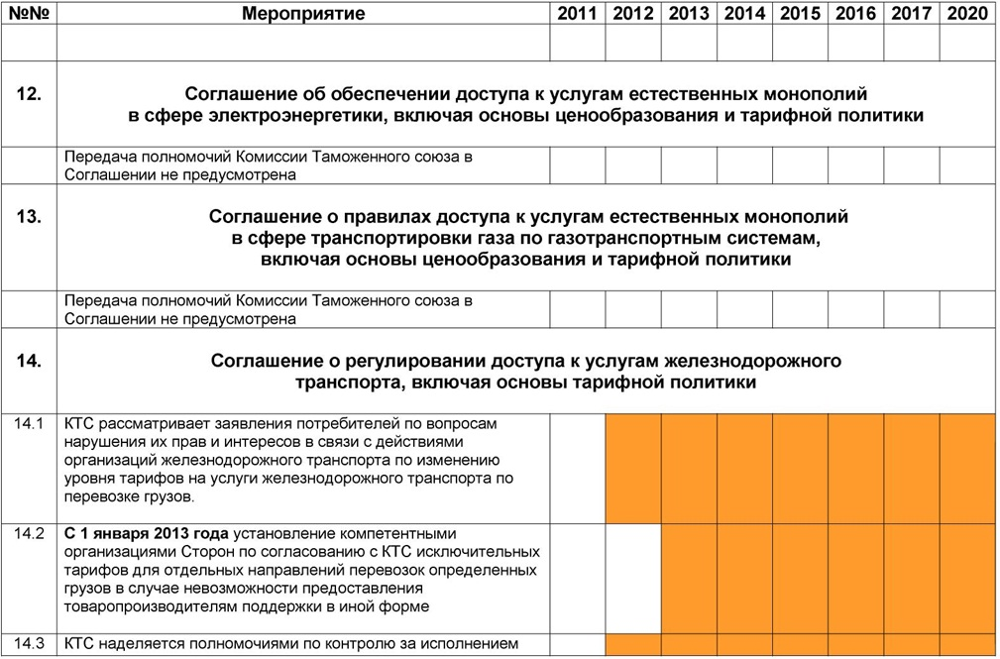 №№ Мероприятие 2011 2012 2013 2014 2015 2016 2017 2020
12. Соглашение об обеспечении доступа к услугам естественных монополий
в сфере электроэнергетики, включая основы ценообразования и тарифной политики
Передача полномочий Комиссии Таможенного союза в
Соглашении не предусмотрена
13. Соглашение о правилах доступа к услугам естественных монополий
в сфере транспортировки газа по газотранспортным системам,
включая основы ценообразования и тарифной политики
Передача полномочий Комиссии Таможенного союза в
Соглашении не предусмотрена
14. Соглашение о регулировании доступа к услугам железнодорожного
транспорта, включая основы тарифной политики
14.1 КТС рассматривает заявления потребителей по вопросам
нарушения их прав и интересов в связи с действиями
организаций железнодорожного транспорта по изменению
уровня тарифов на услуги железнодорожного транспорта по
перевозке грузов.
14.2 С 1 января 2013 года установление компетентными
организациями Сторон по согласованию с КТС исключительных
тарифов для отдельных направлений перевозок определенных
грузов в случае невозможности предоставления
товаропроизводителям поддержки в иной форме
14.3 КТС наделяется полномочиями по контролю за исполнением